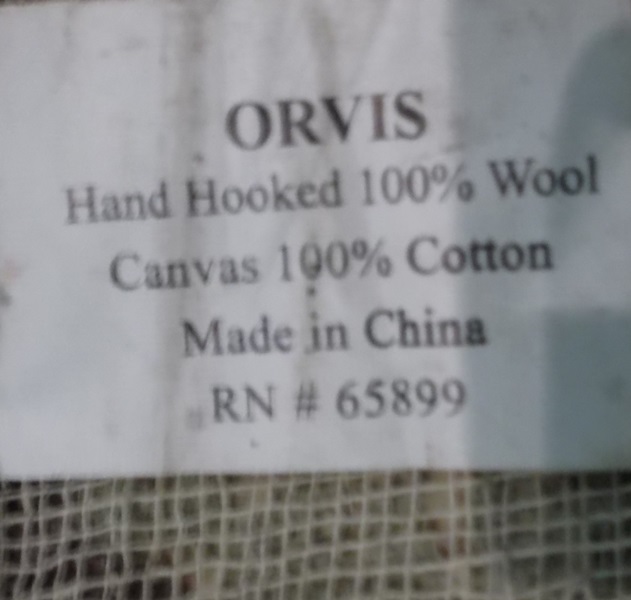 ORVIS
Hand Hooked 100% Wool
Canvas 100% Cotton
Made in China
RN # 65899